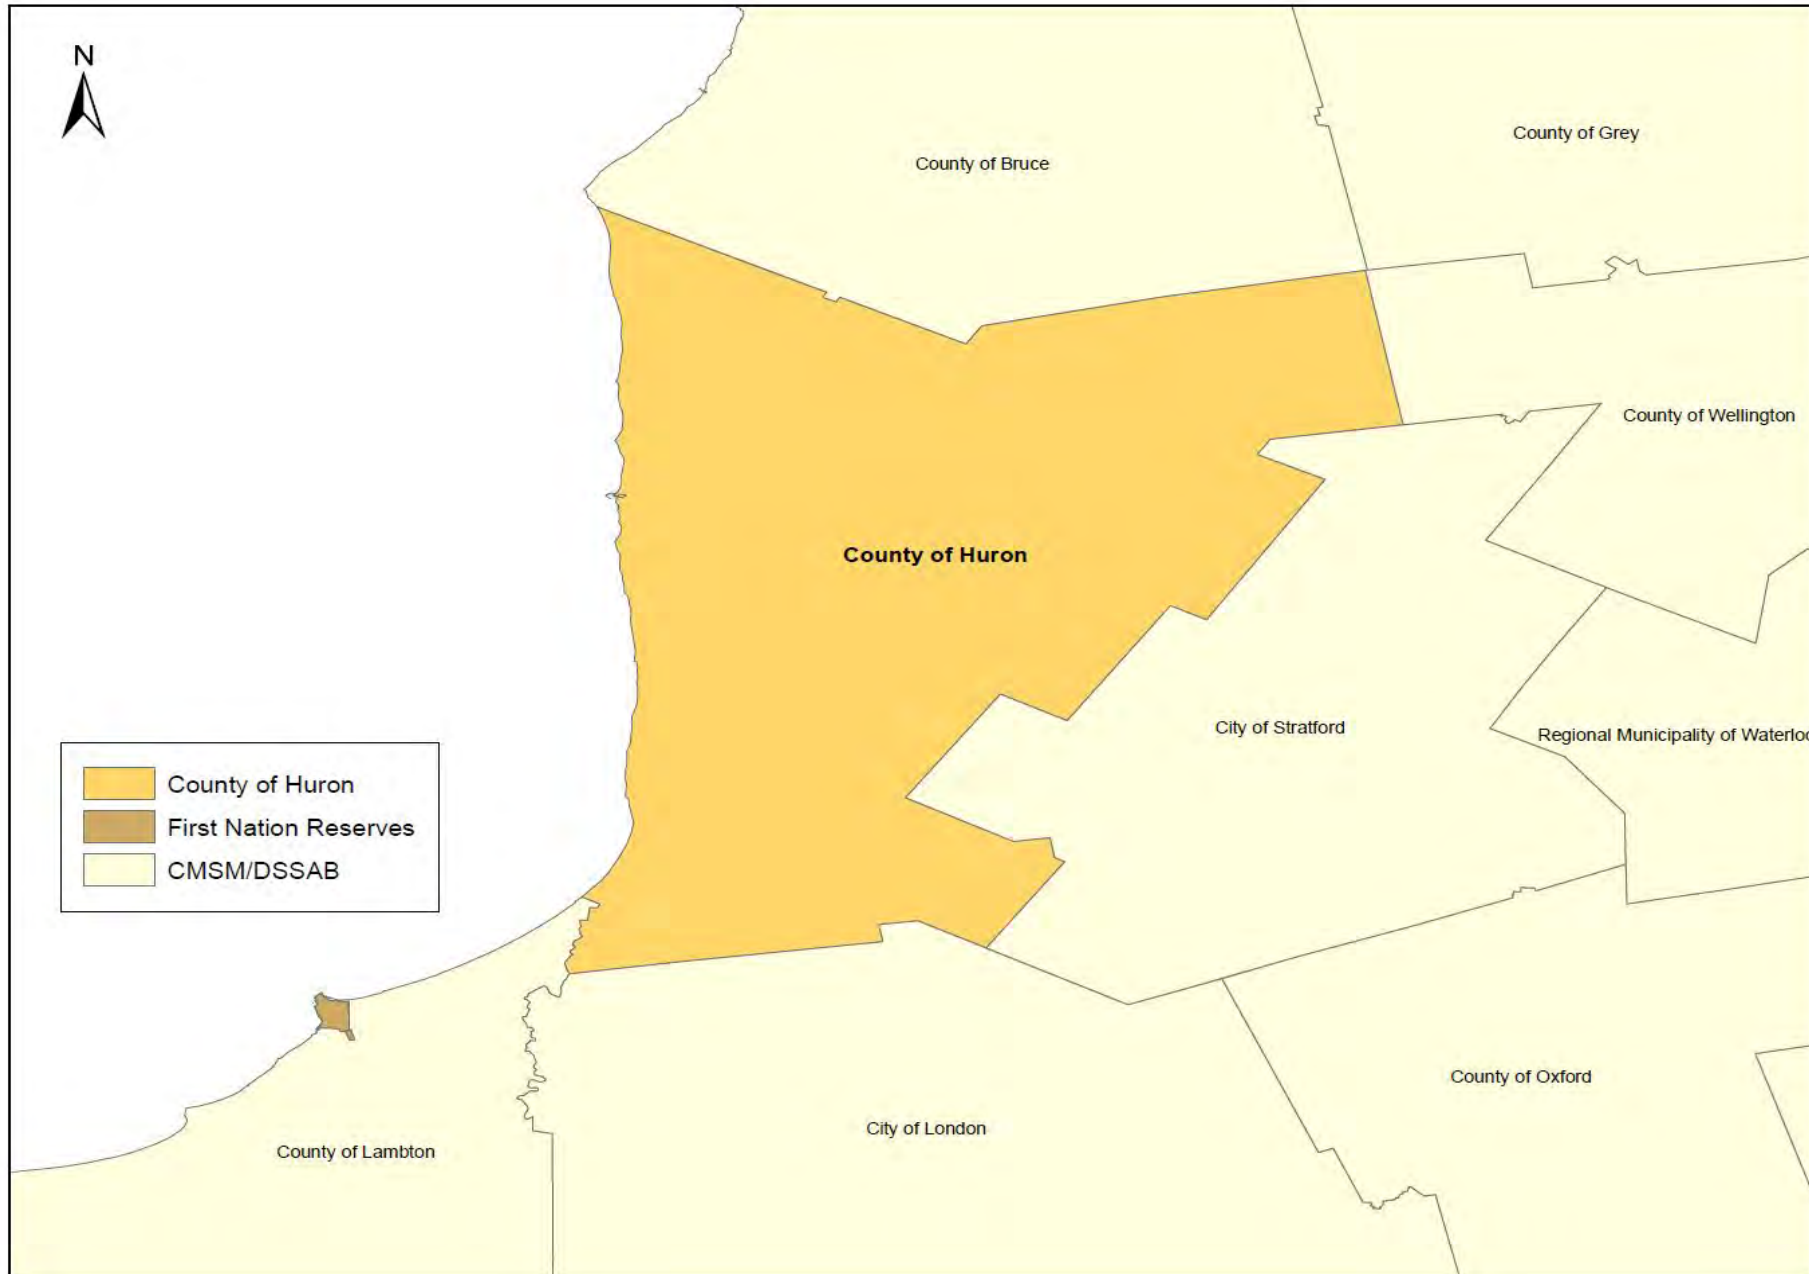 N
County of Grey
County of Bruce
County of Wellington
County of Huron
City of Stratford
Regional Municipality of Waterloo
County of Huron
First Nation Reserves
CMSM/DSSAB
County of Oxford
City of London
County of Lambton